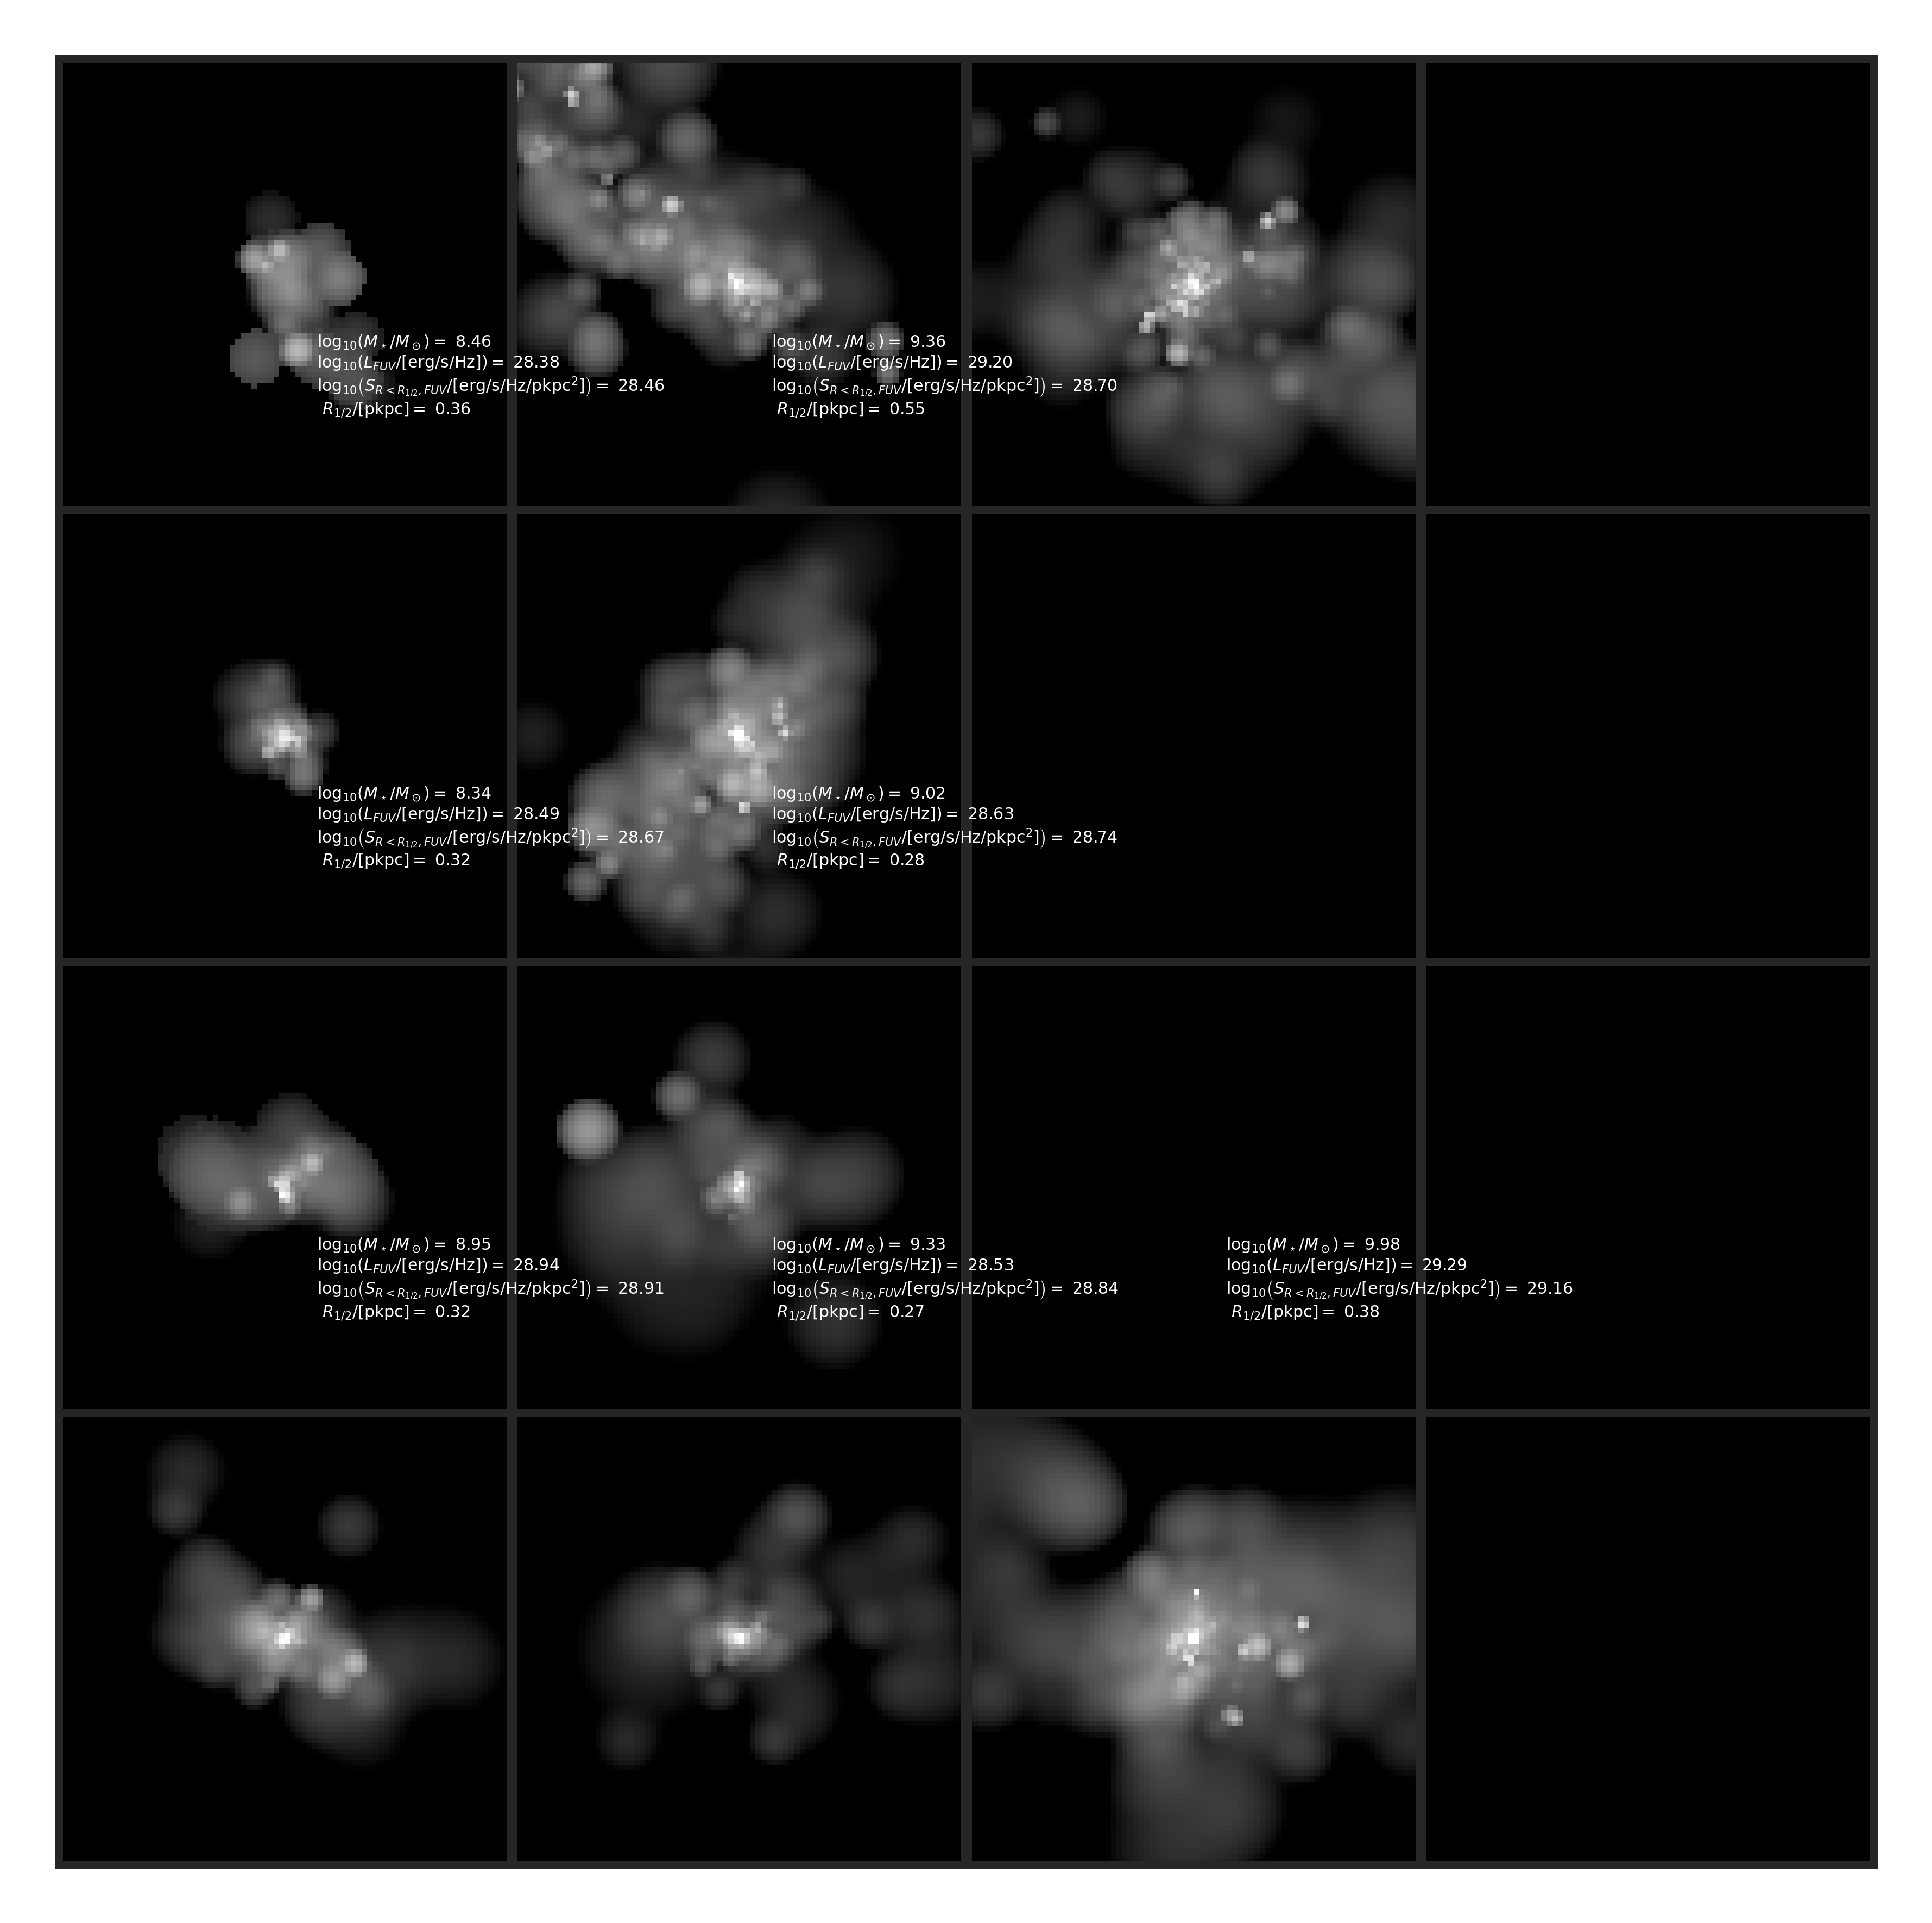 log₁₀(M⋆/M⊙) = 8.46
log₁₀(L_FUV/[erg/s/Hz]) = 28.38
log₁₀(S_R<R₁/₂,FUV/[erg/s/Hz/pkpc²]) = 28.46
R₁/₂/[pkpc] = 0.36
log₁₀(M⋆/M⊙) = 9.36
log₁₀(L_FUV/[erg/s/Hz]) = 29.20
log₁₀(S_R<R₁/₂,FUV/[erg/s/Hz/pkpc²]) = 28.70
R₁/₂/[pkpc] = 0.55
log₁₀(M⋆/M⊙) = 8.34
log₁₀(L_FUV/[erg/s/Hz]) = 28.49
log₁₀(S_R<R₁/₂,FUV/[erg/s/Hz/pkpc²]) = 28.67
R₁/₂/[pkpc] = 0.32
log₁₀(M⋆/M⊙) = 9.02
log₁₀(L_FUV/[erg/s/Hz]) = 28.63
log₁₀(S_R<R₁/₂,FUV/[erg/s/Hz/pkpc²]) = 28.74
R₁/₂/[pkpc] = 0.28
log₁₀(M⋆/M⊙) = 8.95
log₁₀(L_FUV/[erg/s/Hz]) = 28.94
log₁₀(S_R<R₁/₂,FUV/[erg/s/Hz/pkpc²]) = 28.91
R₁/₂/[pkpc] = 0.32
log₁₀(M⋆/M⊙) = 9.33
log₁₀(L_FUV/[erg/s/Hz]) = 28.53
log₁₀(S_R<R₁/₂,FUV/[erg/s/Hz/pkpc²]) = 28.84
R₁/₂/[pkpc] = 0.27
log₁₀(M⋆/M⊙) = 9.98
log₁₀(L_FUV/[erg/s/Hz]) = 29.29
log₁₀(S_R<R₁/₂,FUV/[erg/s/Hz/pkpc²]) = 29.16
R₁/₂/[pkpc] = 0.38